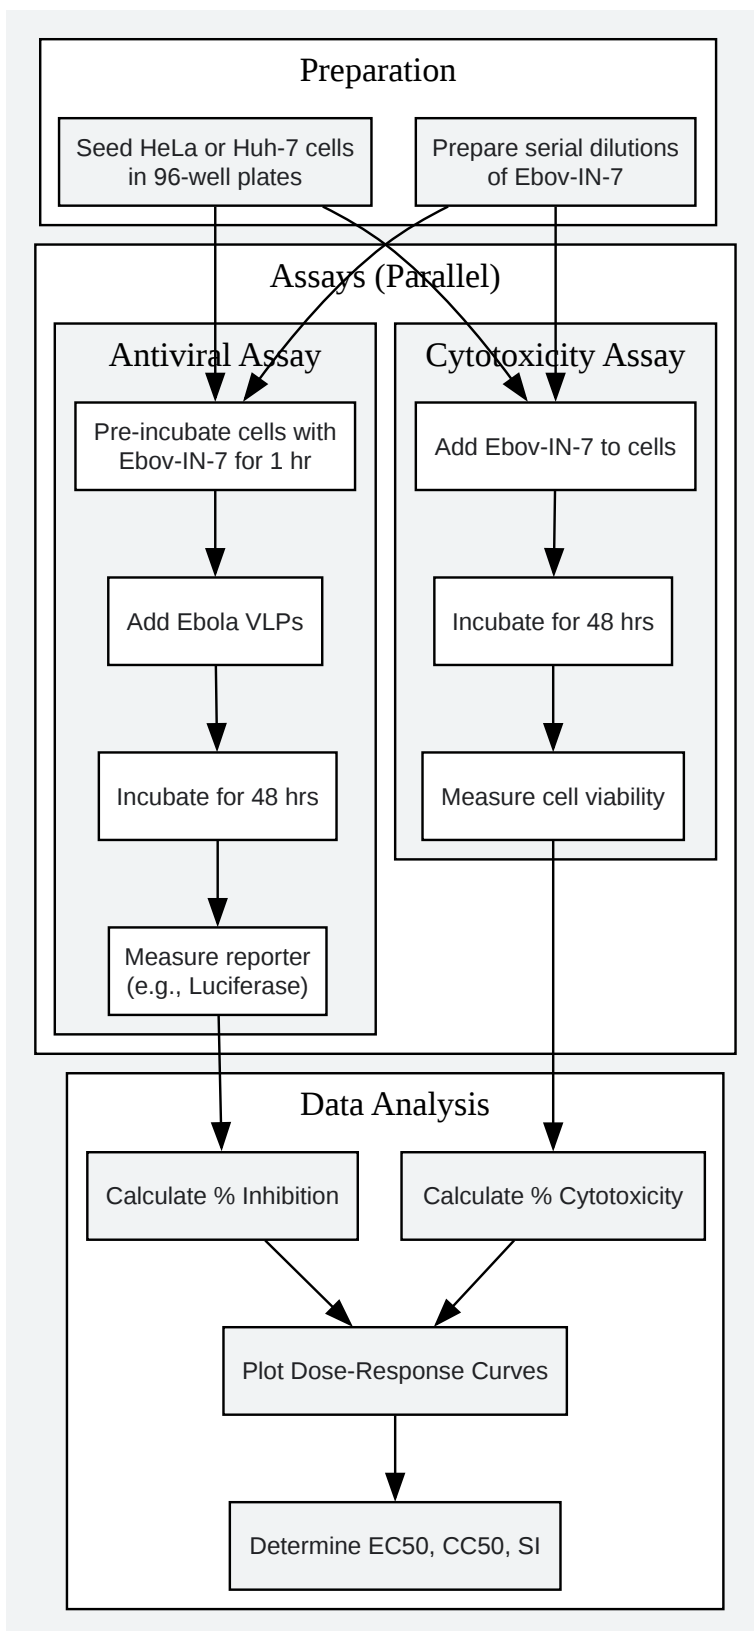 Preparation
Seed HeLa or Huh-7 cells
in 96-well plates
Prepare serial dilutions
of Ebov-IN-7
Assays (Parallel)
Antiviral Assay
Pre-incubate cells with
Ebov-IN-7 for 1 hr
Add Ebola VLPs
Incubate for 48 hrs
Measure reporter
(e.g., Luciferase)
Cytotoxicity Assay
Add Ebov-IN-7 to cells
Incubate for 48 hrs
Measure cell viability
Data Analysis
Calculate % Inhibition
Calculate % Cytotoxicity
Plot Dose-Response Curves
Determine EC50, CC50, SI